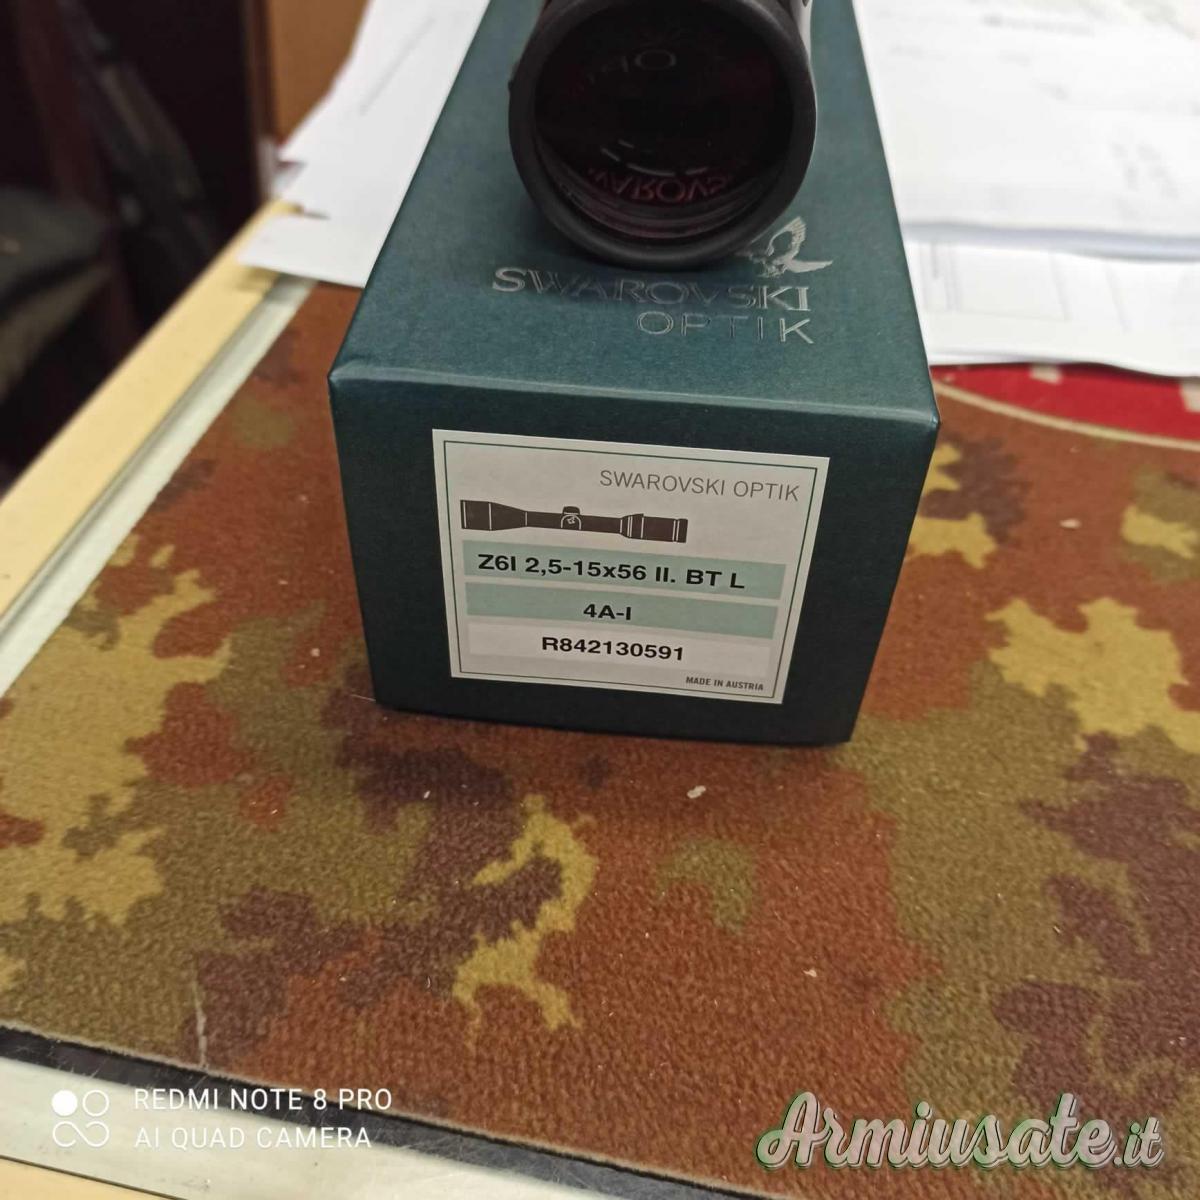 SWAROVSKI
OPTIK
SWAROVSKI OPTIK
Z6I 2,5-15x56 II. BT L
4A-I
R842130591
MADE IN AUSTRIA
REDMI NOTE 8 PRO
AI QUAD CAMERA
Armiusate.it